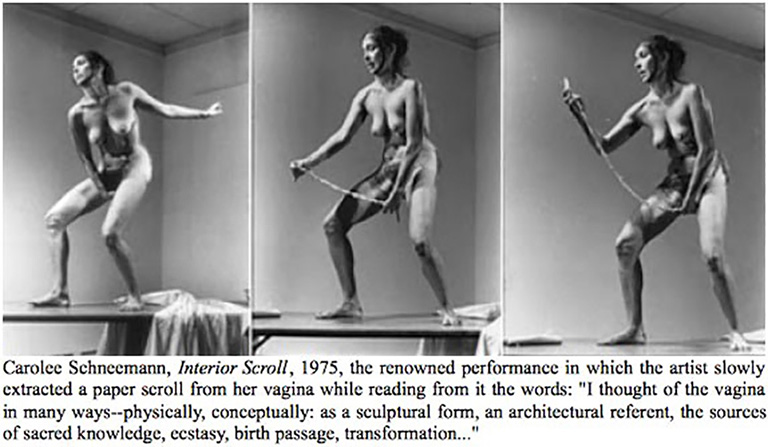 Carolee Schneemann, Interior Scroll, 1975, the renowned performance in which the artist slowly
extracted a paper scroll from her vagina while reading from it the words: "I thought of the vagina
in many ways--physically, conceptually: as a sculptural form, an architectural referent, the sources
of sacred knowledge, ecstasy, birth passage, transformation..."